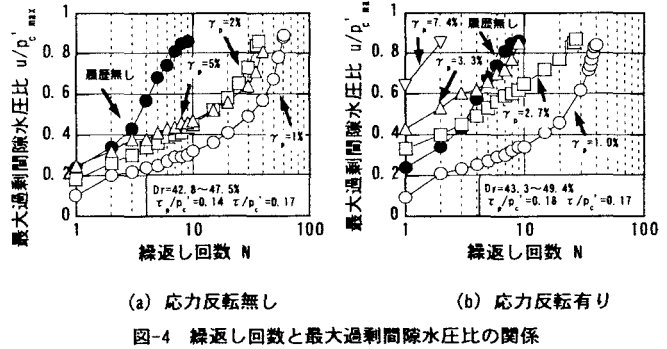 最大過剰間隙水圧比 u/p'c max
1
0.8
0.6
0.4
0.2
0
1
10
100
履歴無し
γp=2%
γp=5%
γp=1%
Dr=42.8～47.5%
τp/pc'=0.14 τ/pc'=0.17
繰返し回数 N
(a) 応力反転無し
最大過剰間隙水圧比 u/p'c max
1
0.8
0.6
0.4
0.2
0
1
10
100
γp=7.4%
履歴無し
γp=3.3%
γp=2.7%
γp=1.0%
Dr=43.3～49.4%
τp/pc'=0.18 τ/pc'=0.17
繰返し回数 N
(b) 応力反転有り
図-4 繰返し回数と最大過剰間隙水圧比の関係